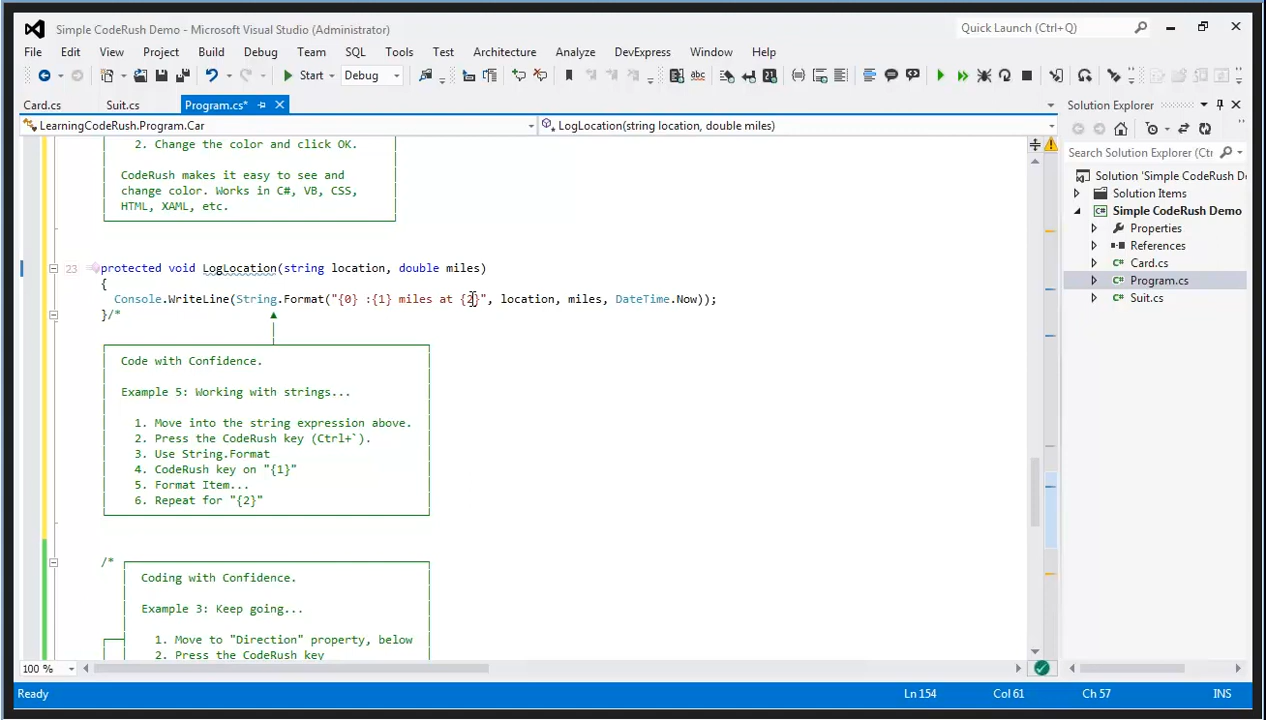 Simple CodeRush Demo - Microsoft Visual Studio (Administrator)
Quick Launch (Ctrl+Q)
File Edit View Project Build Debug Team SQL Tools Test Architecture Analyze DevExpress Window Help
Start Debug
Card.cs Suit.cs Program.cs*
Solution Explorer
LearningCodeRush.Program.Car
LogLocation(string location, double miles)
2. Change the color and click OK.
CodeRush makes it easy to see and
change color. Works in C#, VB, CSS,
HTML, XAML, etc.
23 protected void LogLocation(string location, double miles)
{
Console.WriteLine(String.Format("{0} :{1} miles at {2}", location, miles, DateTime.Now));
}/*
Code with Confidence.
Example 5: Working with strings...
1. Move into the string expression above.
2. Press the CodeRush key (Ctrl+`).
3. Use String.Format
4. CodeRush key on "{1}"
5. Format Item...
6. Repeat for "{2}"
/*
Coding with Confidence.
Example 3: Keep going...
1. Move to "Direction" property, below
2. Press the CodeRush key
Search Solution Explorer (Ctr
Solution 'Simple CodeRush D
Solution Items
Simple CodeRush Demo
Properties
References
Card.cs
Program.cs
Suit.cs
100 %
Ready
Ln 154
Col 61
Ch 57
INS